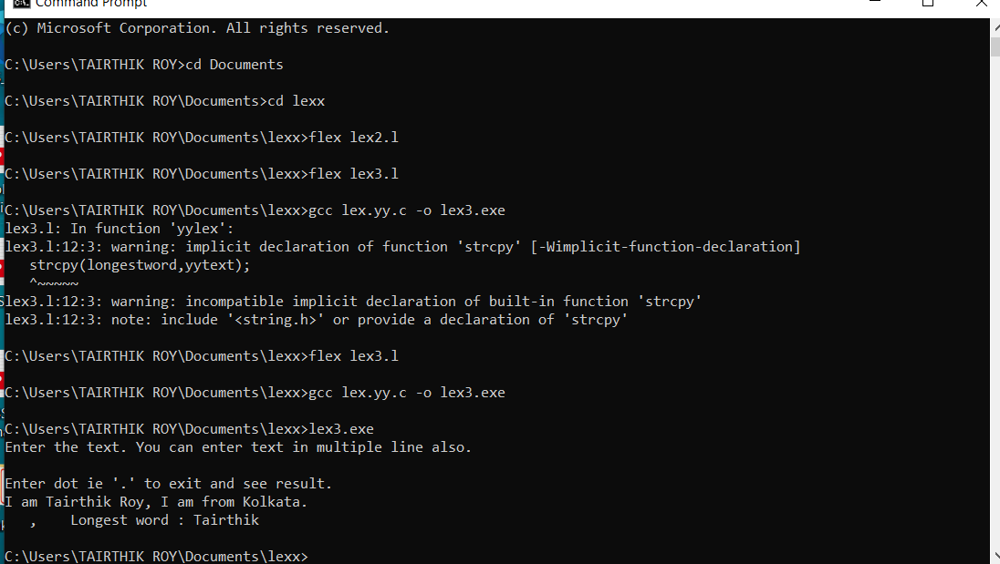 Command Prompt
(c) Microsoft Corporation. All rights reserved.
C:\Users\TAIRTHIK ROY>cd Documents
C:\Users\TAIRTHIK ROY\Documents>cd lexx
C:\Users\TAIRTHIK ROY\Documents\lexx>flex lex2.l
C:\Users\TAIRTHIK ROY\Documents\lexx>flex lex3.l
C:\Users\TAIRTHIK ROY\Documents\lexx>gcc lex.yy.c -o lex3.exe
lex3.l: In function 'yylex':
lex3.l:12:3: warning: implicit declaration of function 'strcpy' [-Wimplicit-function-declaration]
   strcpy(longestword,yytext);
   ^~~~~~
lex3.l:12:3: warning: incompatible implicit declaration of built-in function 'strcpy'
lex3.l:12:3: note: include '<string.h>' or provide a declaration of 'strcpy'
C:\Users\TAIRTHIK ROY\Documents\lexx>flex lex3.l
C:\Users\TAIRTHIK ROY\Documents\lexx>gcc lex.yy.c -o lex3.exe
C:\Users\TAIRTHIK ROY\Documents\lexx>lex3.exe
Enter the text. You can enter text in multiple line also.
Enter dot ie '.' to exit and see result.
I am Tairthik Roy, I am from Kolkata.
   ,    Longest word : Tairthik
C:\Users\TAIRTHIK ROY\Documents\lexx>